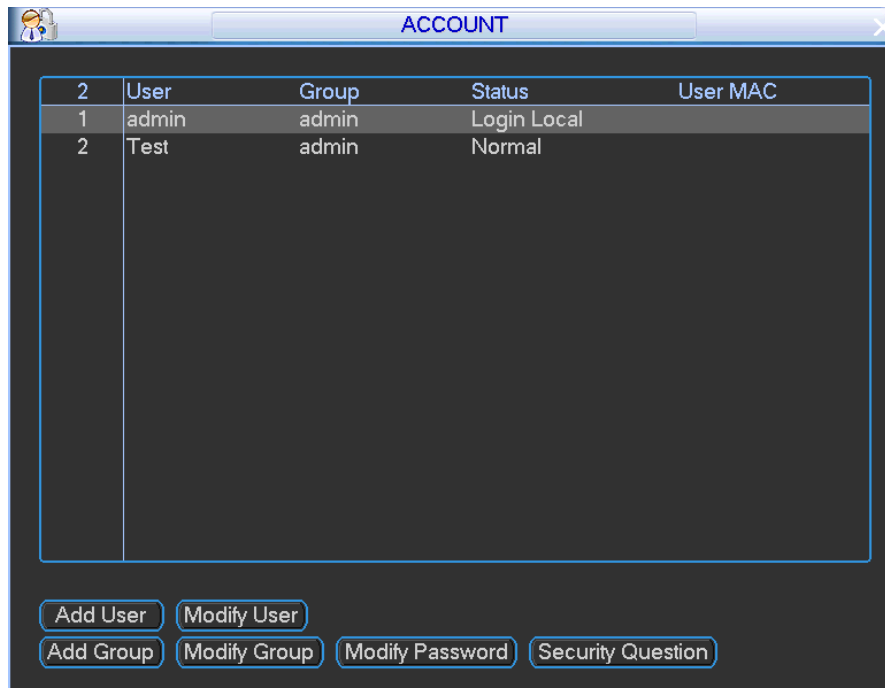 ACCOUNT
2 User Group Status User MAC
1 admin admin Login Local
2 Test admin Normal
Add User Modify User
Add Group Modify Group Modify Password Security Question